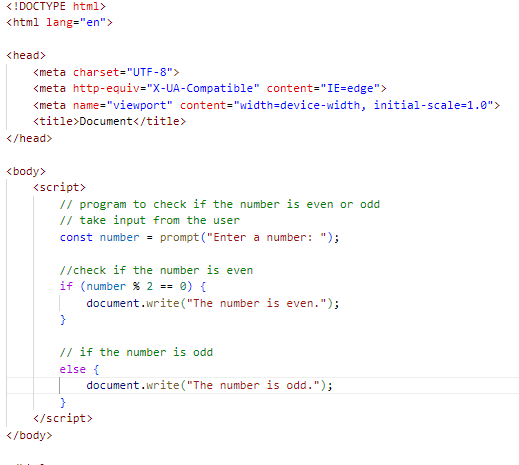 <!DOCTYPE html>
<html lang="en">
<head>
<meta charset="UTF-8">
<meta http-equiv="X-UA-Compatible" content="IE=edge">
<meta name="viewport" content="width=device-width, initial-scale=1.0">
<title>Document</title>
</head>
<body>
<script>
// program to check if the number is even or odd
// take input from the user
const number = prompt("Enter a number: ");
//check if the number is even
if (number % 2 == 0) {
document.write("The number is even.");
}
// if the number is odd
else {
document.write("The number is odd.");
}
</script>
</body>